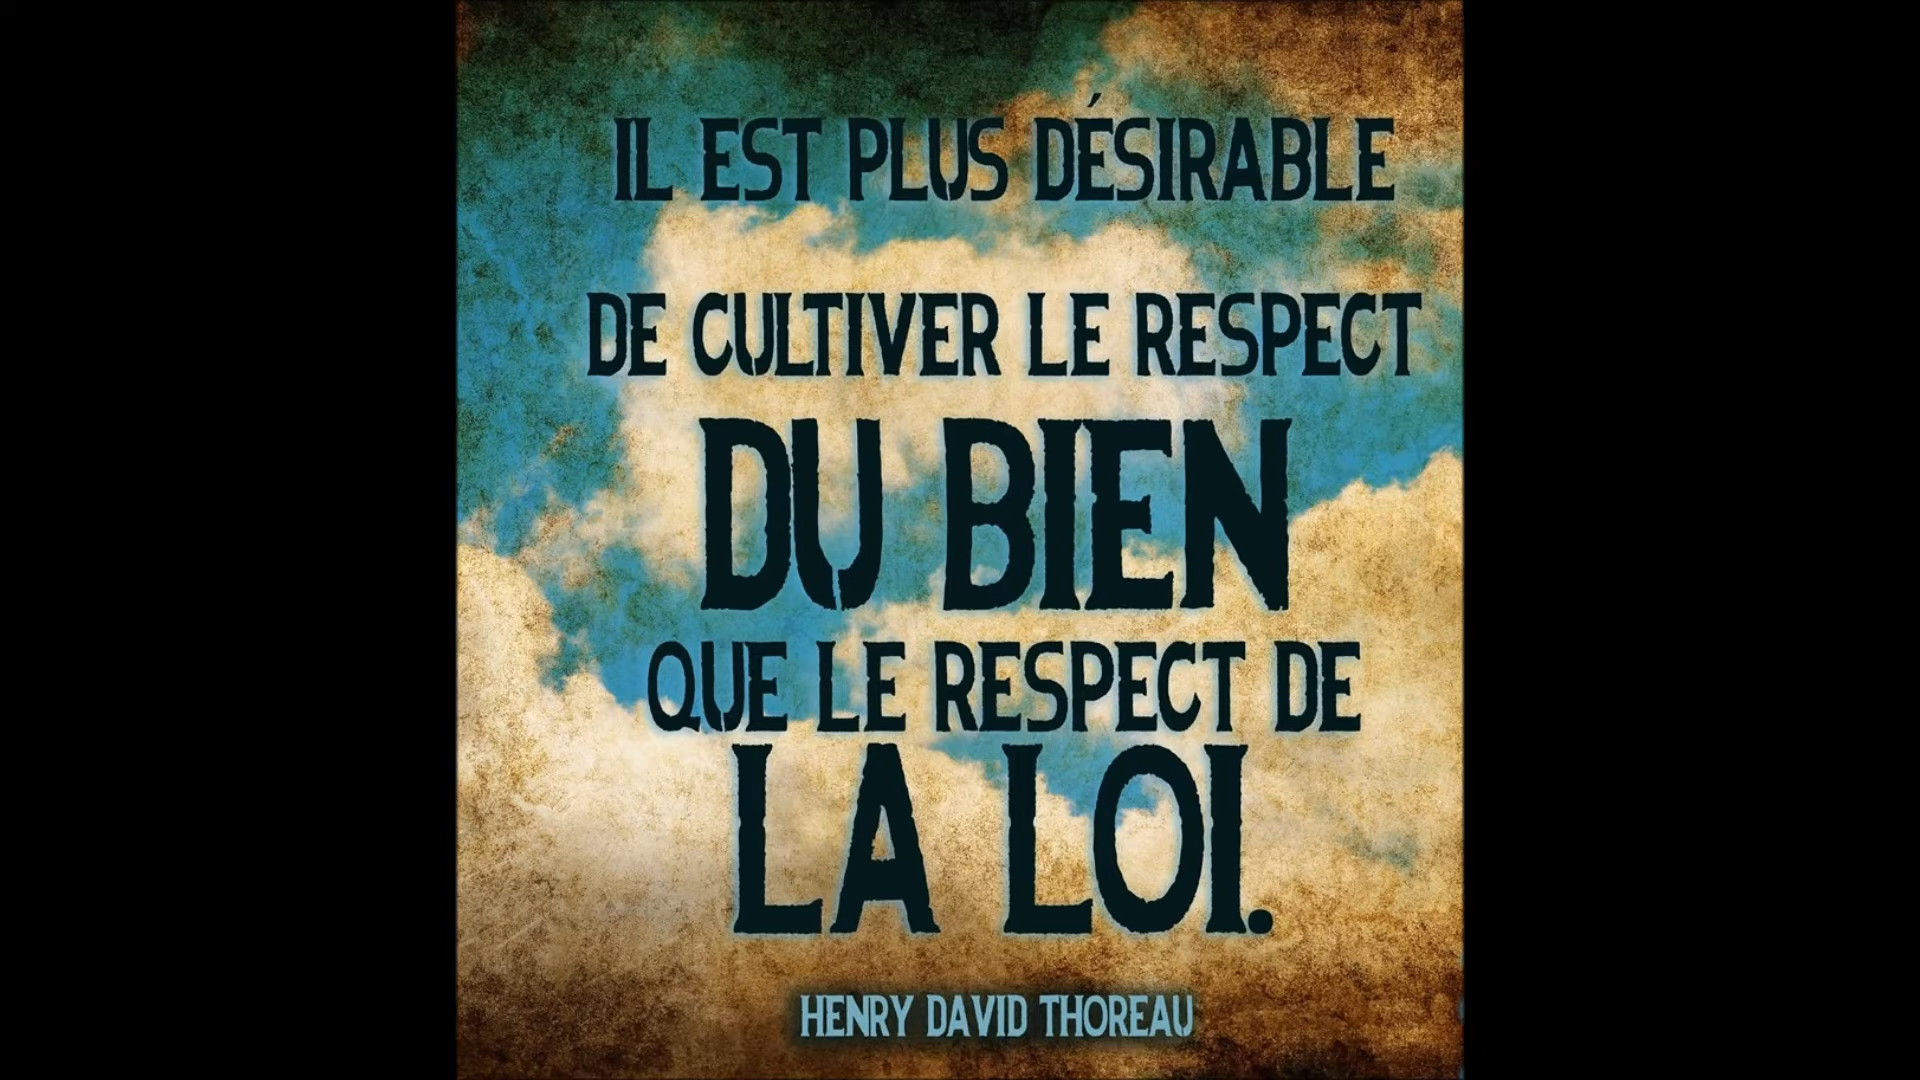 IL EST PLUS DÉSIRABLE
DE CULTIVER LE RESPECT
DU BIEN
QUE LE RESPECT DE
LA LOI.
HENRY DAVID THOREAU